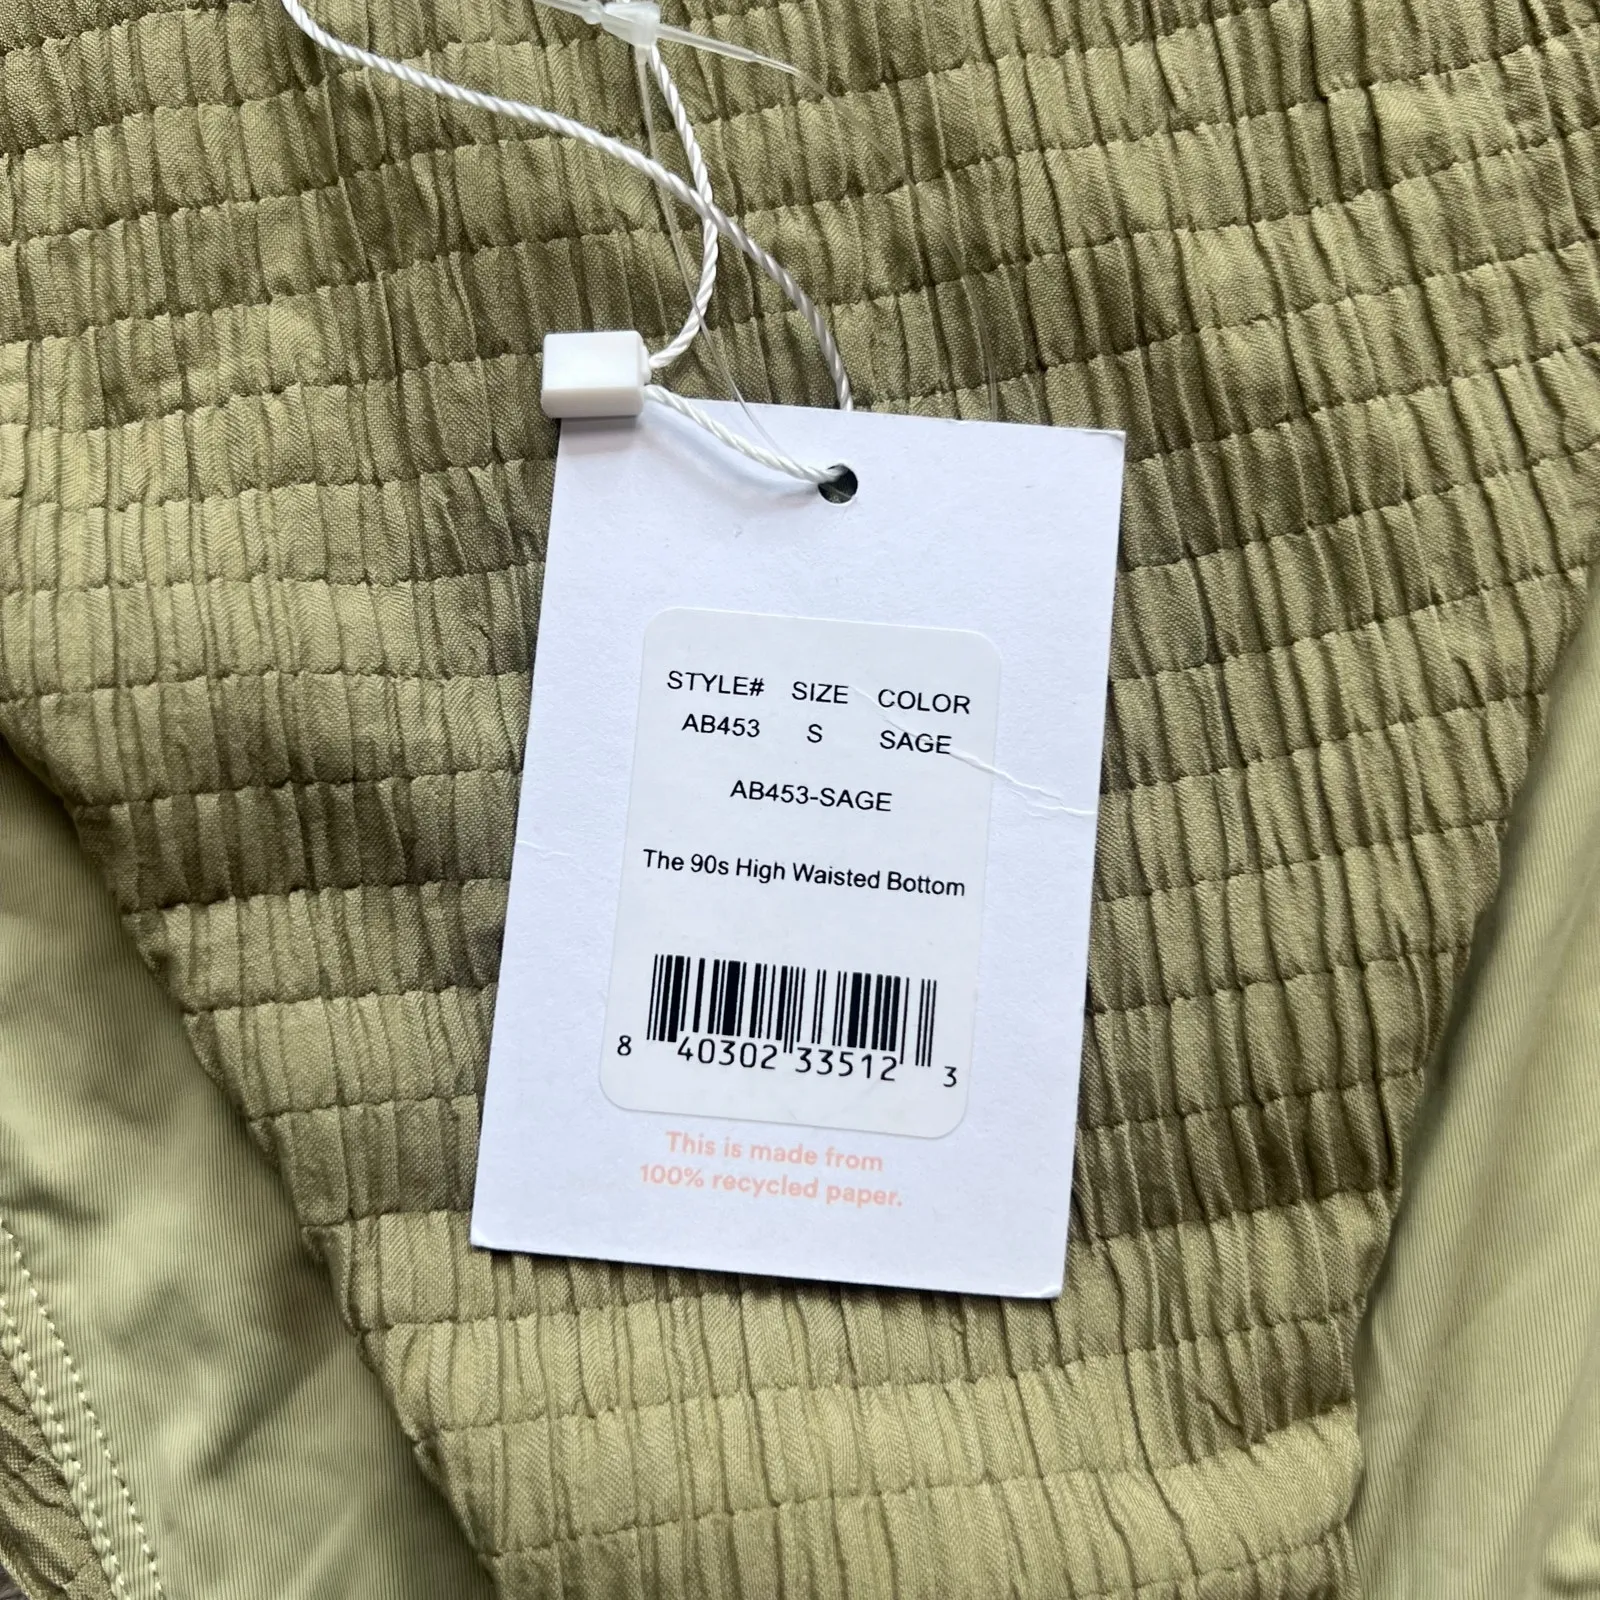 STYLE# SIZE COLOR
AB453 S SAGE
AB453-SAGE
The 90s High Waisted Bottom
8 40302 33512 3
This is made from
100% recycled paper.